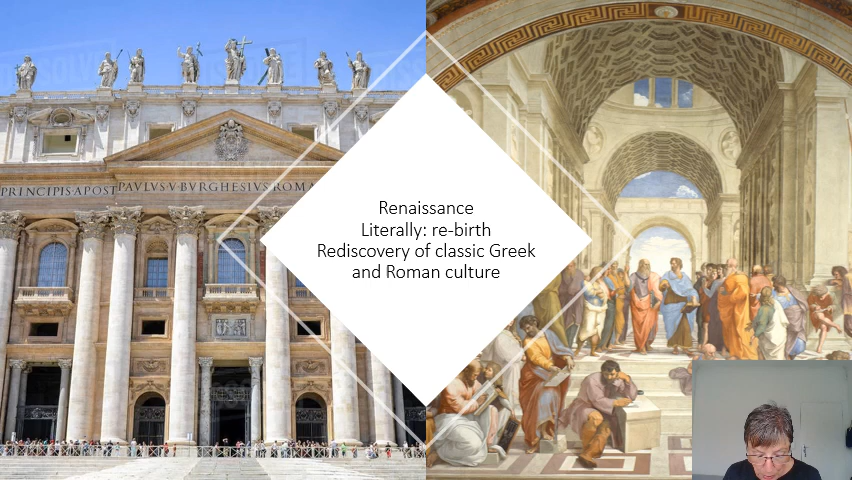 PRINCIPIS·APOST PAVLVS·V·BVRGHESIVS·ROMA
Renaissance
Literally: re-birth
Rediscovery of classic Greek
and Roman culture